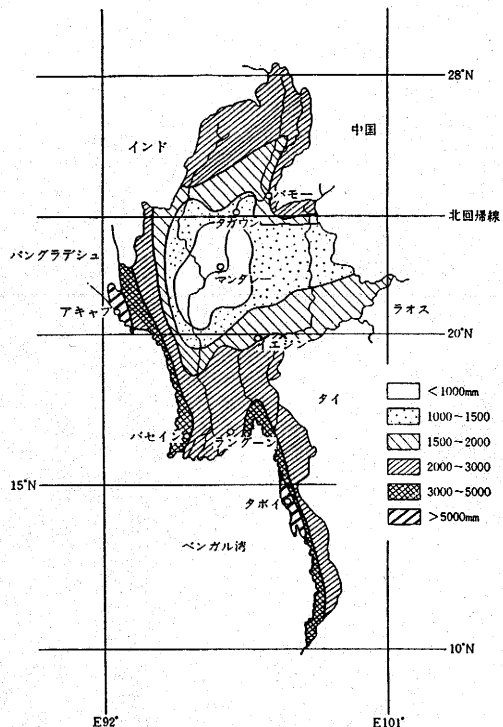 28°N
インド
中国
バモー
北回帰線
タガウン
バングラデシュ
マンダレー
アキャブ
ラオス
20°N
イエジン
タイ
<1000mm
1000~1500
1500~2000
バセイン
ラングーン
2000~3000
15°N
3000~5000
タボイ
>5000mm
ベンガル湾
10°N
E92°
E101°